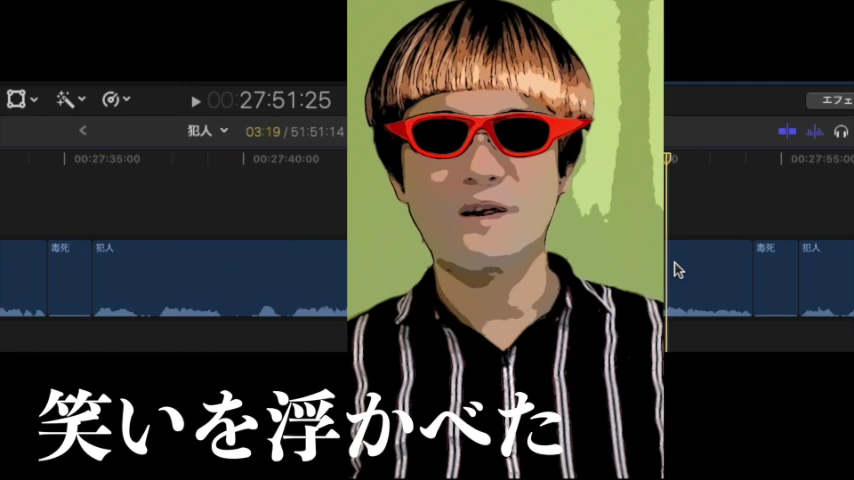 00:27:51:25
エフェ
犯人
03:19/51:51:14
00:27:35:00
00:27:40:00
00:27:55:00
毒死
犯人
毒死
犯人
笑いを浮かべた